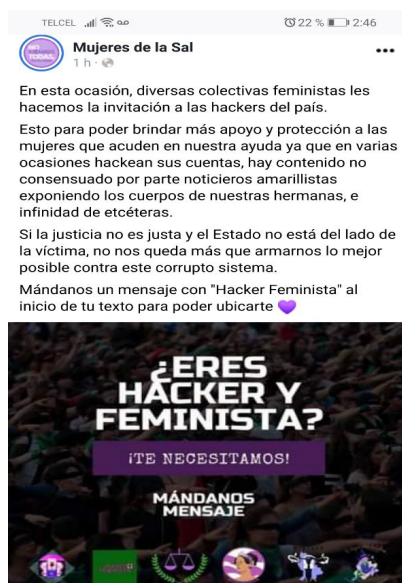 TELCEL 22 % 2:46
Mujeres de la Sal
1 h
En esta ocasión, diversas colectivas feministas les
hacemos la invitación a las hackers del país.
Esto para poder brindar más apoyo y protección a las
mujeres que acuden en nuestra ayuda ya que en varias
ocasiones hackean sus cuentas, hay contenido no
consensuado por parte noticieros amarillistas
exponiendo los cuerpos de nuestras hermanas, e
infinidad de etcéteras.
Si la justicia no es justa y el Estado no está del lado de
la víctima, no nos queda más que armarnos lo mejor
posible contra este corrupto sistema.
Mándanos un mensaje con "Hacker Feminista" al
inicio de tu texto para poder ubicarte 💜
¿ERES
HACKER Y
FEMINISTA?
¡TE NECESITAMOS!
MÁNDANOS
MENSAJE